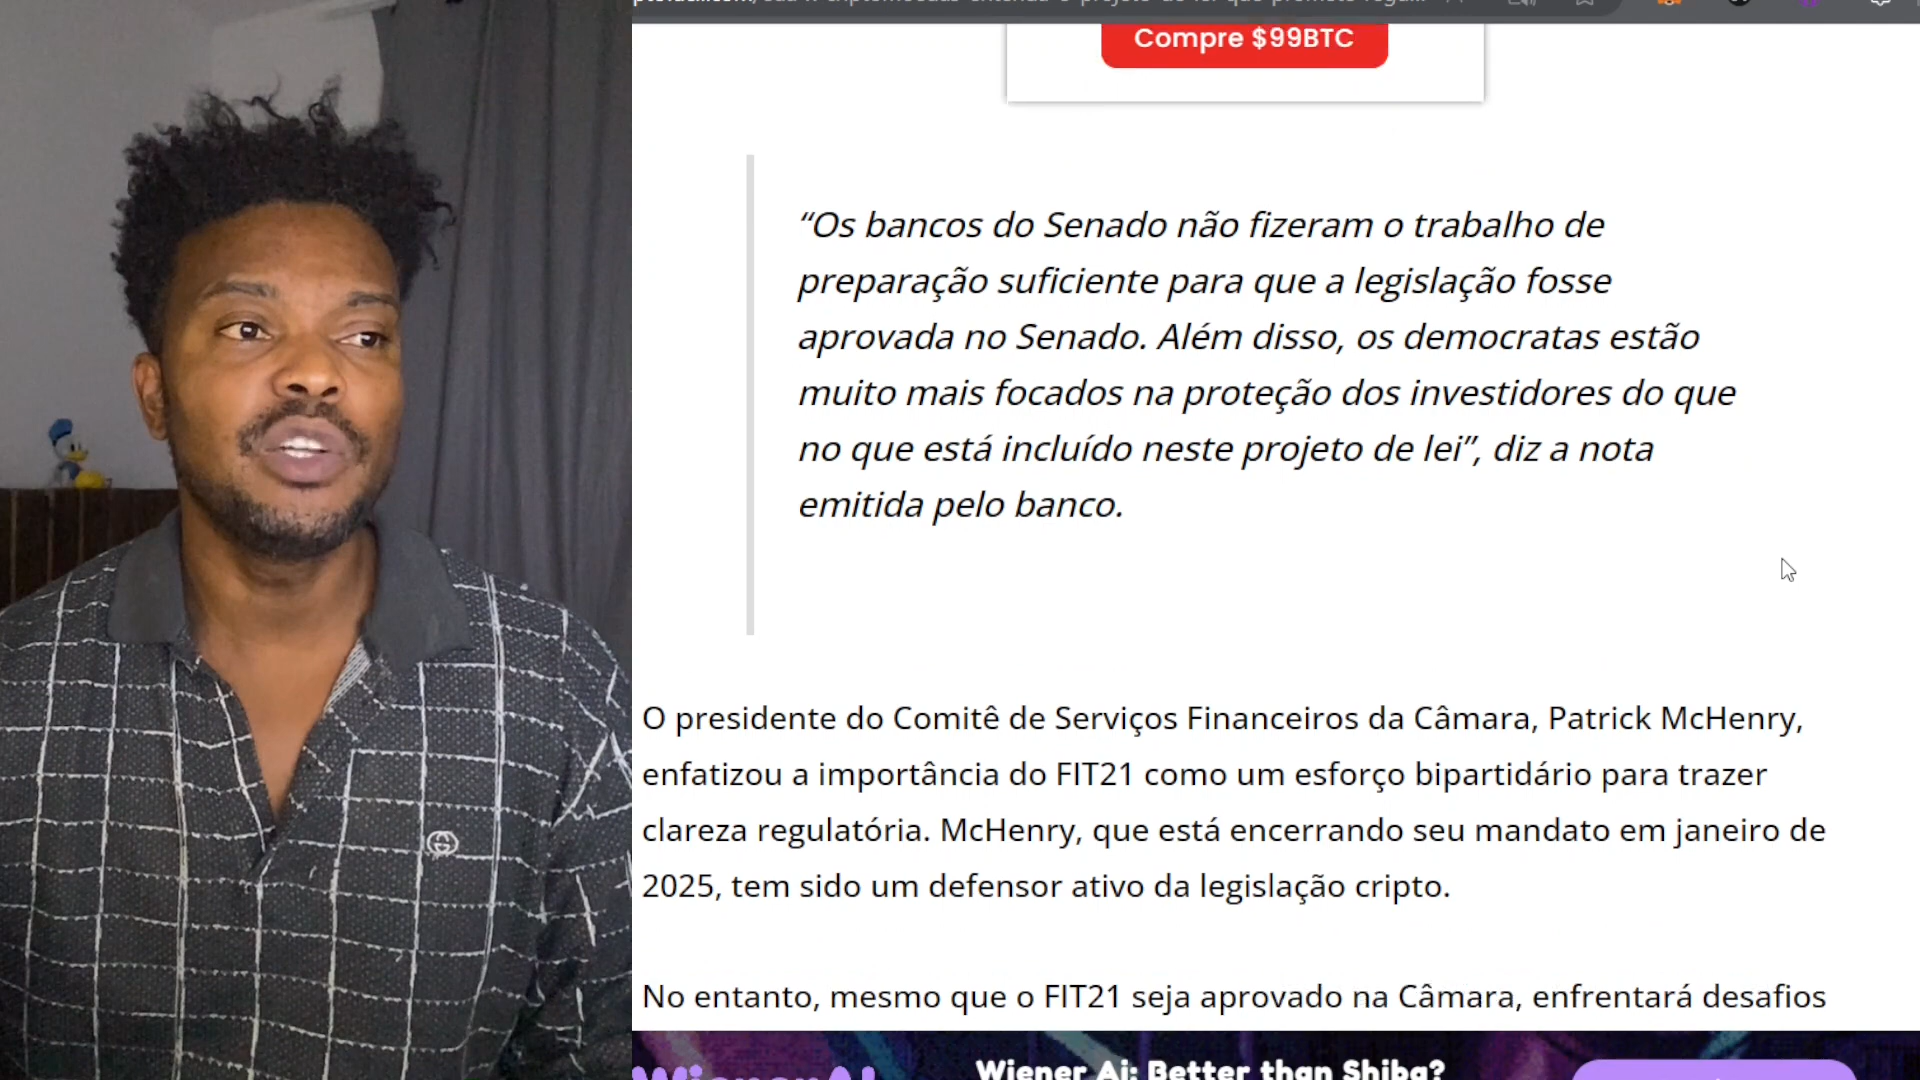 Compre $99BTC
“Os bancos do Senado não fizeram o trabalho de
preparação suficiente para que a legislação fosse
aprovada no Senado. Além disso, os democratas estão
muito mais focados na proteção dos investidores do que
no que está incluído neste projeto de lei”, diz a nota
emitida pelo banco.
O presidente do Comitê de Serviços Financeiros da Câmara, Patrick McHenry,
enfatizou a importância do FIT21 como um esforço bipartidário para trazer
clareza regulatória. McHenry, que está encerrando seu mandato em janeiro de
2025, tem sido um defensor ativo da legislação cripto.
No entanto, mesmo que o FIT21 seja aprovado na Câmara, enfrentará desafios
WienerAI
Wiener Ai: Better than Shiba?